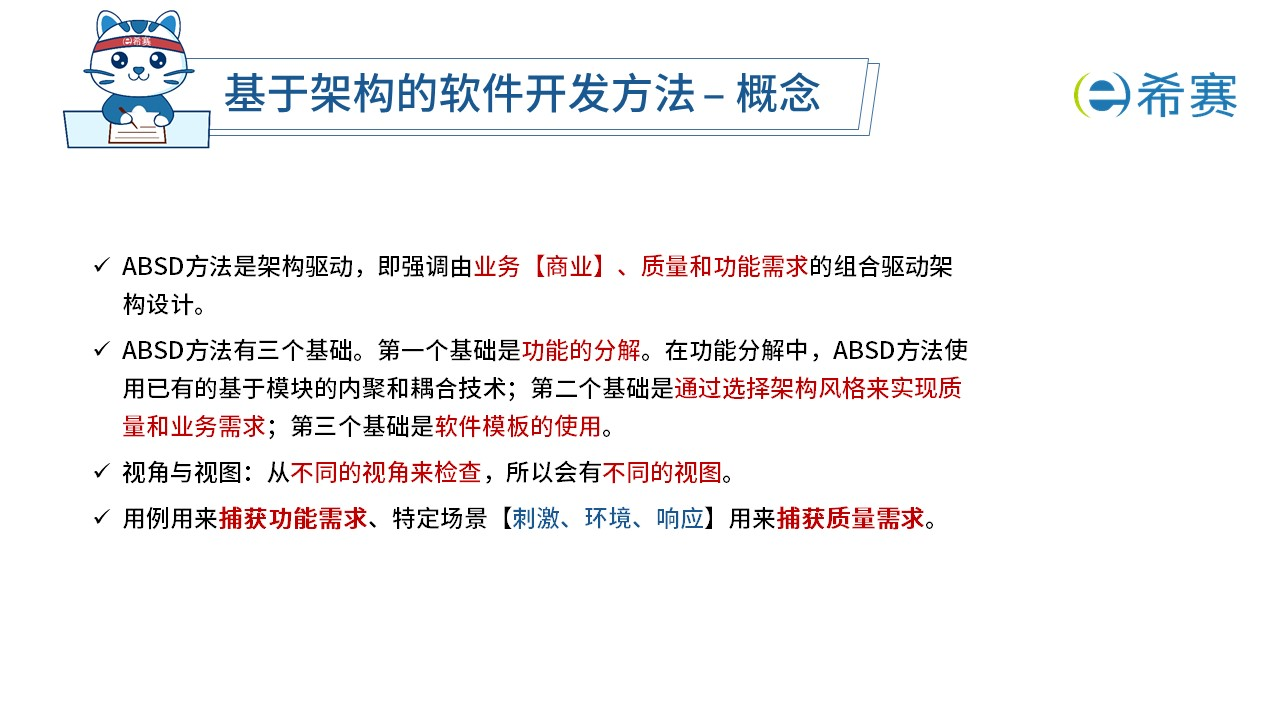 希赛
基于架构的软件开发方法 – 概念
希赛
✓ ABSD方法是架构驱动，即强调由业务【商业】、质量和功能需求的组合驱动架
构设计。
✓ ABSD方法有三个基础。第一个基础是功能的分解。在功能分解中，ABSD方法使
用已有的基于模块的内聚和耦合技术；第二个基础是通过选择架构风格来实现质
量和业务需求；第三个基础是软件模板的使用。
✓ 视角与视图：从不同的视角来检查，所以会有不同的视图。
✓ 用例用来捕获功能需求、特定场景【刺激、环境、响应】用来捕获质量需求。